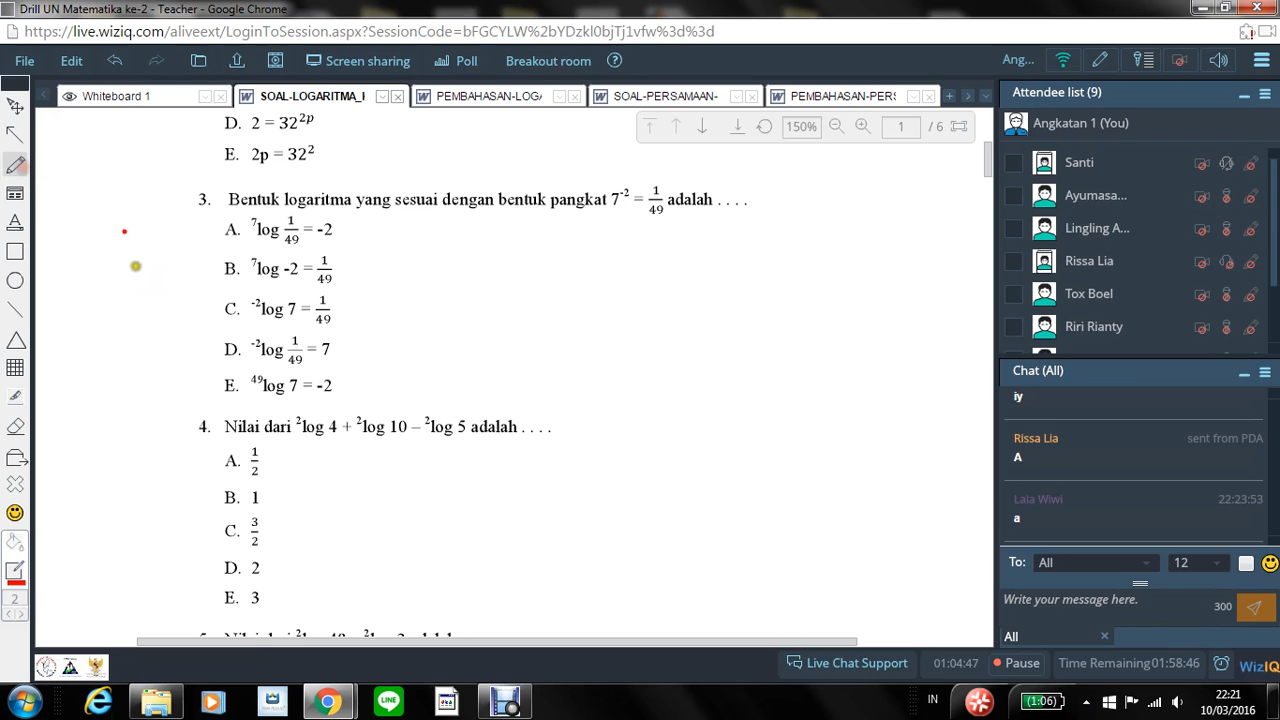 Drill UN Matematika ke-2 - Teacher - Google Chrome
https://live.wiziq.com/aliveext/LoginToSession.aspx?SessionCode=bFGCYLW%2bYDzkl0bjTj1vfw%3d%3d
File Edit Screen sharing Poll Breakout room ? Ang...
Whiteboard 1 SOAL-LOGARITMA_ PEMBAHASAN-LOG SOAL-PERSAMAAN- PEMBAHASAN-PER
150% 1 / 6
D. 2 = 32²ᵖ
E. 2p = 32²
3. Bentuk logaritma yang sesuai dengan bentuk pangkat 7⁻² = 1/49 adalah . . . .
A. ⁷log 1/49 = -2
B. ⁷log -2 = 1/49
C. ⁻²log 7 = 1/49
D. ⁻²log 1/49 = 7
E. ⁴⁹log 7 = -2
4. Nilai dari ²log 4 + ²log 10 – ²log 5 adalah . . . .
A. 1/2
B. 1
C. 3/2
D. 2
E. 3
Attendee list (9)
Angkatan 1 (You)
Santi
Ayumasa...
Lingling A...
Rissa Lia
Tox Boel
Riri Rianty
Chat (All)
iy
Rissa Lia sent from PDA
A
Lala Wiwi 22:23:53
a
To: All 12
Write your message here. 300
All
2
Live Chat Support 01:04:47 Pause Time Remaining 01:58:46 WizIQ
LINE IN (1:06) 22:21
10/03/2016